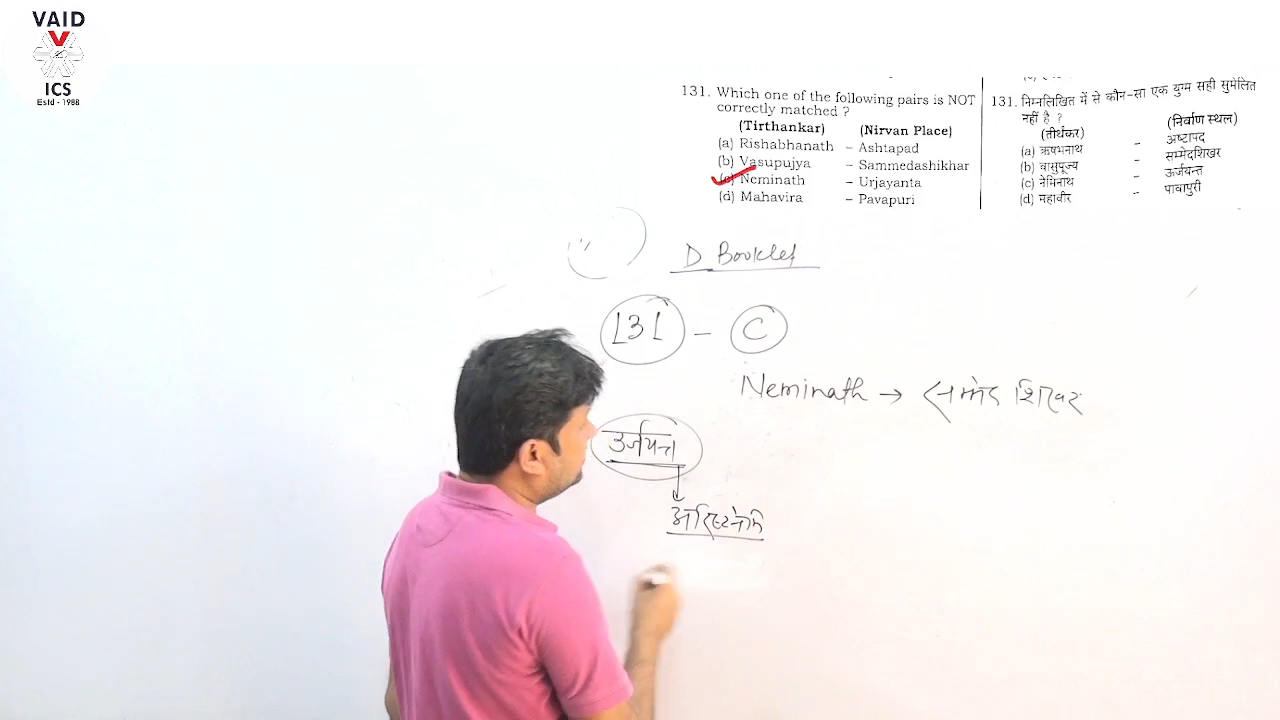 VAID
ICS
Estd - 1988
131. Which one of the following pairs is NOT
correctly matched ?
(Tirthankar) (Nirvan Place)
(a) Rishabhanath – Ashtapad
(b) Vasupujya – Sammedashikhar
(c) Neminath – Urjayanta
(d) Mahavira – Pavapuri
131. निम्नलिखित में से कौन-सा एक युग्म सही सुमेलित
नहीं है ?
(तीर्थंकर) (निर्वाण स्थल)
(a) ऋषभनाथ – अष्टापद
(b) वासुपूज्य – सम्मेदशिखर
(c) नेमिनाथ – ऊर्जयन्त
(d) महावीर – पावापुरी
D Booklet
131 - C
Neminath → सम्मेद शिखर
उर्जयन्त
अरिष्टनेमि